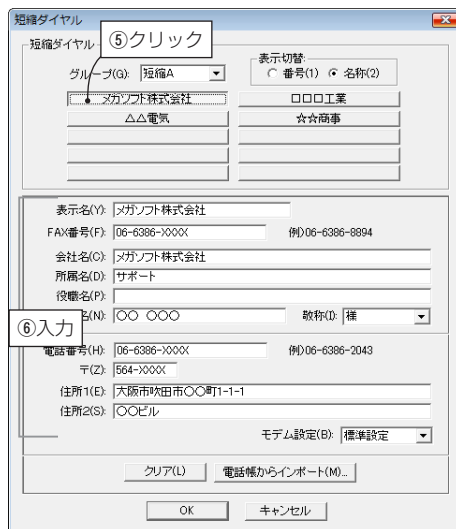 短縮ダイヤル
短縮ダイヤル
⑤クリック
グループ(G): 短縮A
表示切替:
番号(1) 名称(2)
メガソフト株式会社 □□□工業
△△電気 ☆☆商事
表示名(Y): メガソフト株式会社
FAX番号(F): 06-6386-XXXX 例)06-6386-8894
会社名(C): メガソフト株式会社
所属名(D): サポート
役職名(P):
⑥入力
名(N): ○○ ○○○ 敬称(I): 様
電話番号(H): 06-6386-XXXX 例)06-6386-2043
〒(Z): 564-XXXX
住所1(E): 大阪市吹田市○○町1-1-1
住所2(S): ○○ビル
モデム設定(B): 標準設定
クリア(L) 電話帳からインポート(M)...
OK キャンセル